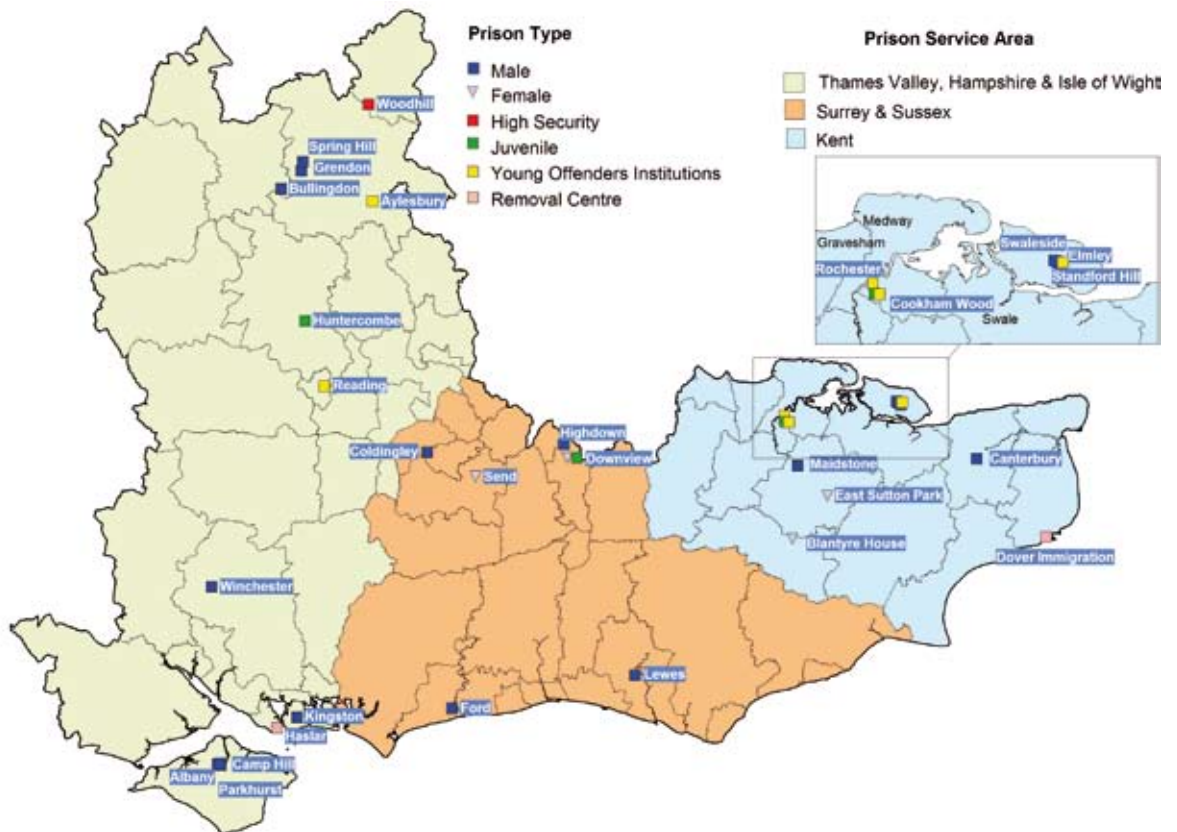 Prison Type
Male
Female
High Security
Juvenile
Young Offenders Institutions
Removal Centre
Prison Service Area
Thames Valley, Hampshire & Isle of Wight
Surrey & Sussex
Kent
Medway
Gravesham
Swaleside
Elmley
Rochester
Standford Hill
Cookham Wood
Swale
Woodhill
Spring Hill
Grendon
Bullingdon
Aylesbury
Huntercombe
Reading
Highdown
Coldingley
Downview
Send
Maidstone
Canterbury
East Sutton Park
Blantyre House
Dover Immigration
Winchester
Lewes
Ford
Kingston
Haslar
Camp Hill
Albany
Parkhurst